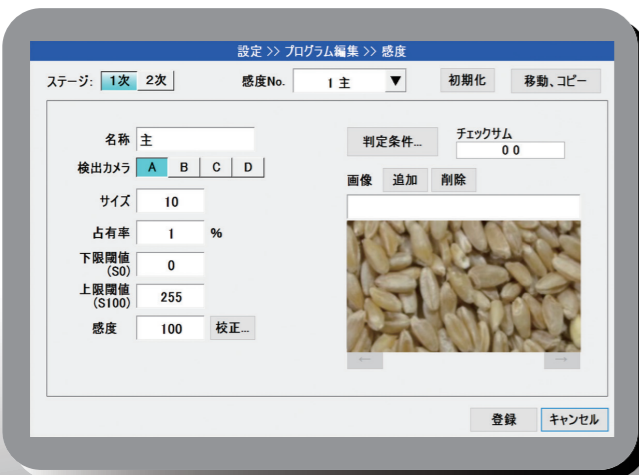 設定 >> プログラム編集 >> 感度
ステージ: 1次 2次 感度No. 1 主 ▼ 初期化 移動、コピー
名称 主
検出カメラ A B C D
サイズ 10
占有率 1 %
下限閾値
(S0) 0
上限閾値
(S100) 255
感度 100 校正...
判定条件... チェックサム
0 0
画像 追加 削除
← →
登録 キャンセル